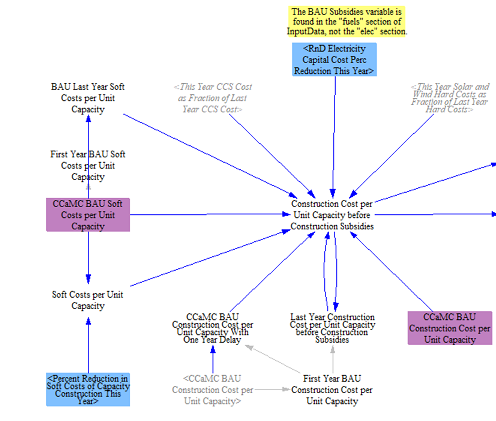 The BAU Subsidies variable is
found in the "fuels" section of
InputData, not the "elec" section.
<RnD Electricity
Capital Cost Perc
Reduction This Year>
BAU Last Year Soft
Costs per Unit
Capacity
<This Year CCS Cost
as Fraction of Last
Year CCS Cost>
<This Year Solar and
Wind Hard Costs as
Fraction of Last Year
Hard Costs>
First Year BAU Soft
Costs per Unit
Capacity
CCaMC BAU Soft
Costs per Unit
Capacity
Construction Cost per
Unit Capacity before
Construction Subsidies
Soft Costs per Unit
Capacity
CCaMC BAU
Construction Cost per
Unit Capacity With
One Year Delay
Last Year Construction
Cost per Unit Capacity
before Construction
Subsidies
CCaMC BAU
Construction Cost per
Unit Capacity
<Percent Reduction in
Soft Costs of Capacity
Construction This
Year>
<CCaMC BAU
Construction Cost per
Unit Capacity>
First Year BAU
Construction Cost per
Unit Capacity